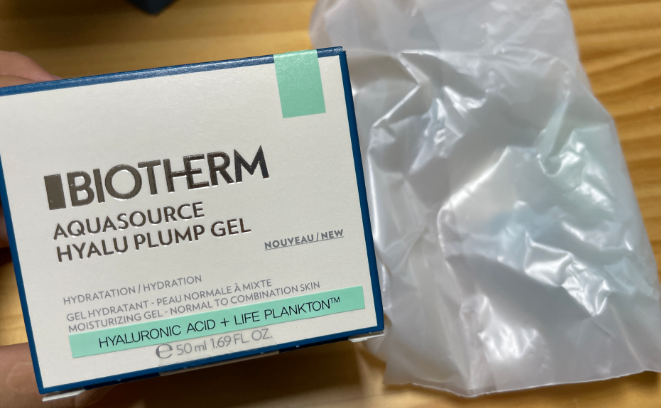 BIOTHERM
AQUASOURCE
HYALU PLUMP GEL
NOUVEAU / NEW
HYDRATATION / HYDRATION
GEL HYDRATANT - PEAU NORMALE À MIXTE
MOISTURIZING GEL - NORMAL TO COMBINATION SKIN
HYALURONIC ACID + LIFE PLANKTON™
℮ 50 ml 1.69 FL. OZ.